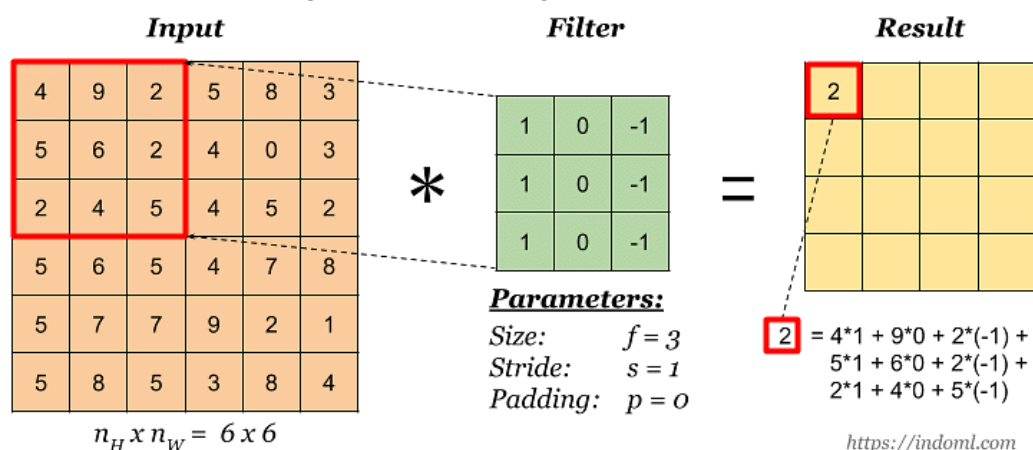 Input Filter Result
4 9 2 5 8 3
5 6 2 4 0 3
2 4 5 4 5 2
5 6 5 4 7 8
5 7 7 9 2 1
5 8 5 3 8 4
n_H x n_W = 6 x 6
*
1 0 -1
1 0 -1
1 0 -1
Parameters:
Size: f = 3
Stride: s = 1
Padding: p = 0
=
2
2 = 4*1 + 9*0 + 2*(-1) +
5*1 + 6*0 + 2*(-1) +
2*1 + 4*0 + 5*(-1)
https://indoml.com